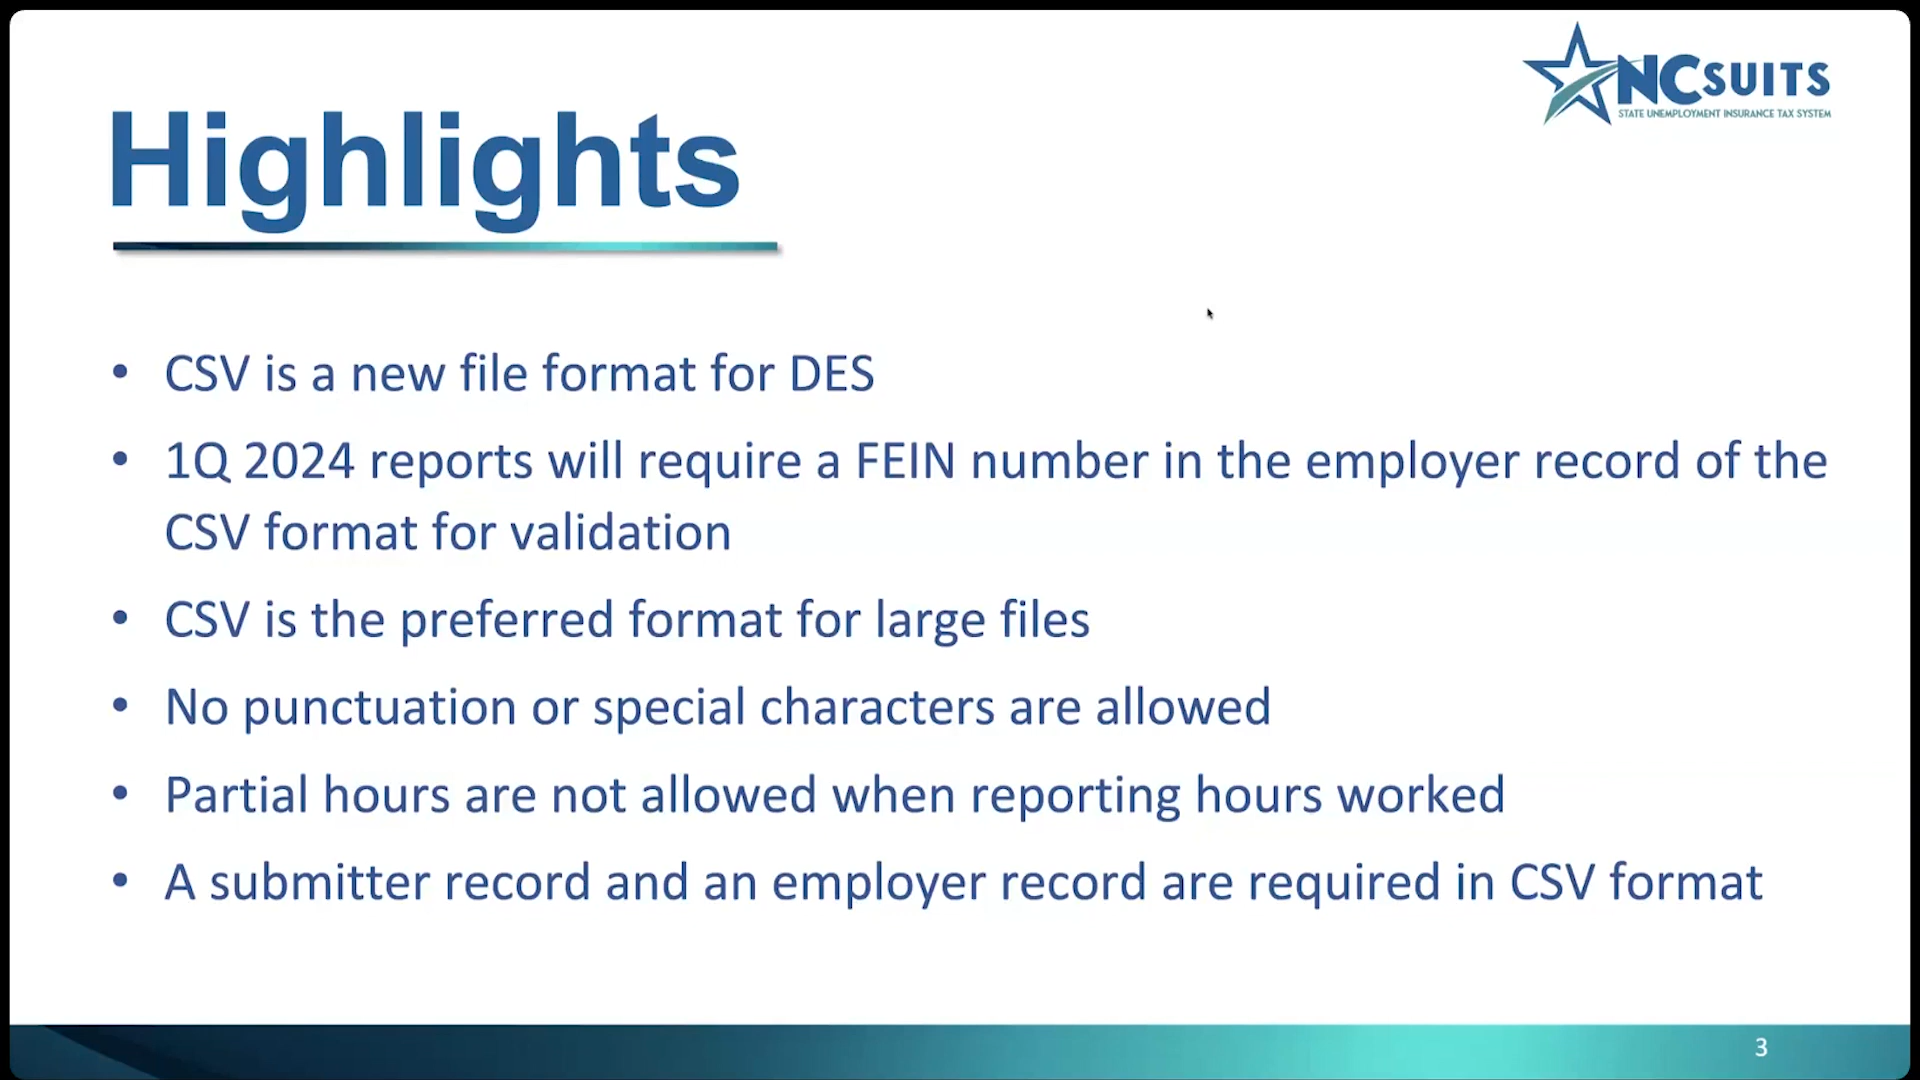 NCSUITS
STATE UNEMPLOYMENT INSURANCE TAX SYSTEM
Highlights
• CSV is a new file format for DES
• 1Q 2024 reports will require a FEIN number in the employer record of the
CSV format for validation
• CSV is the preferred format for large files
• No punctuation or special characters are allowed
• Partial hours are not allowed when reporting hours worked
• A submitter record and an employer record are required in CSV format
3